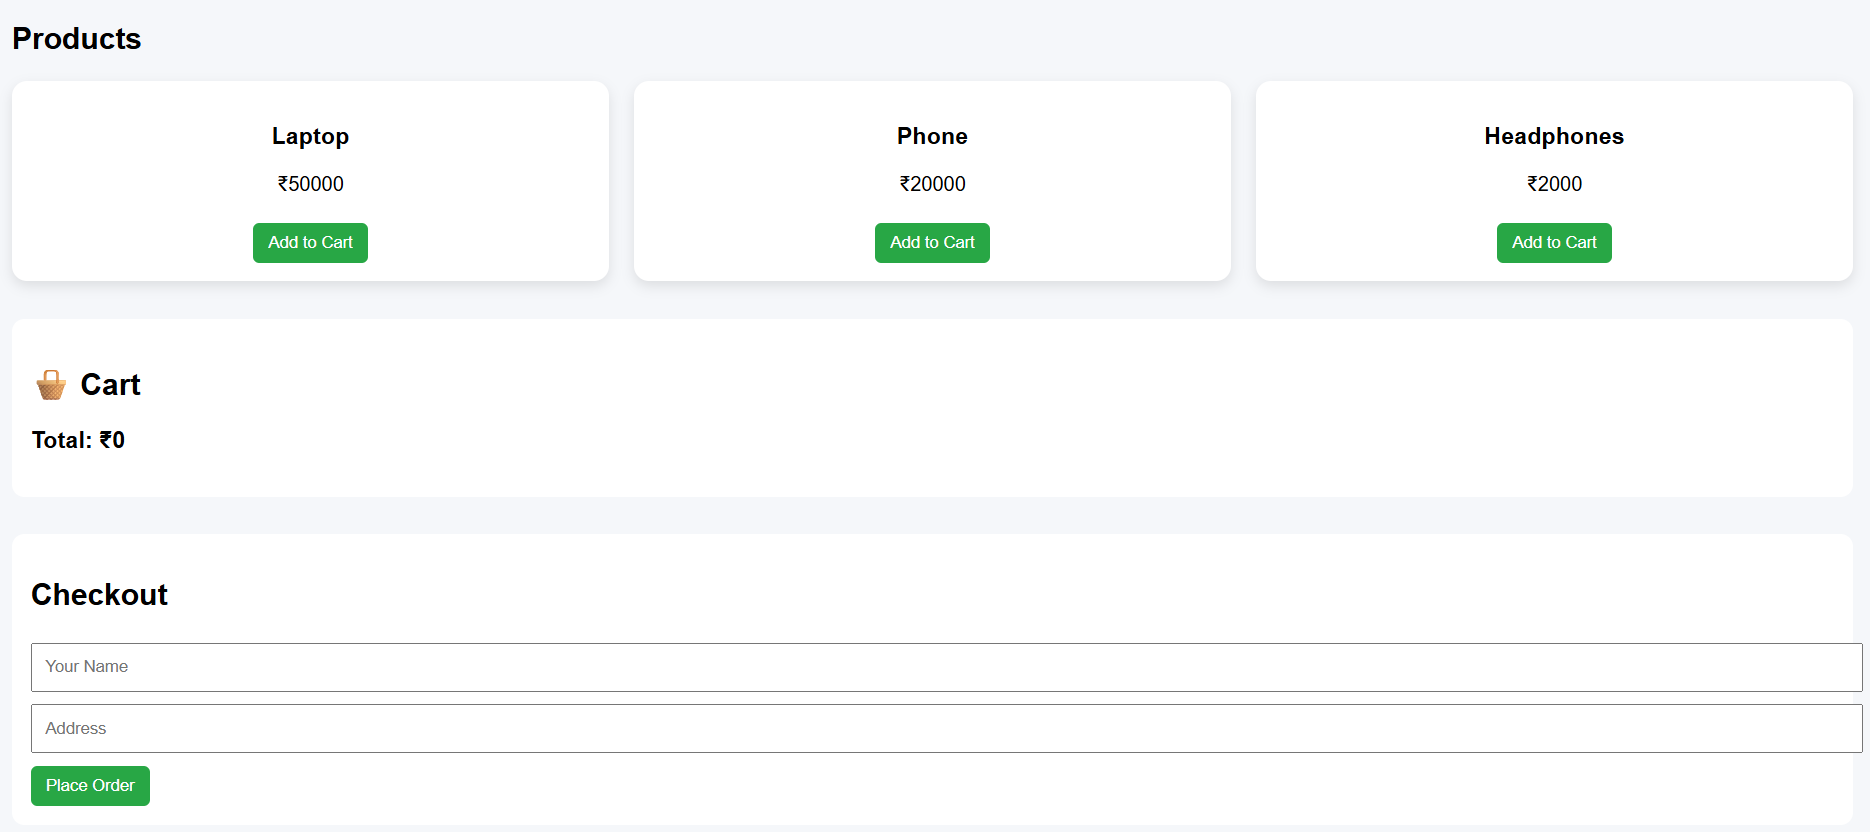 Products
Laptop
₹50000
Add to Cart
Phone
₹20000
Add to Cart
Headphones
₹2000
Add to Cart
Cart
Total: ₹0
Checkout
Your Name
Address
Place Order